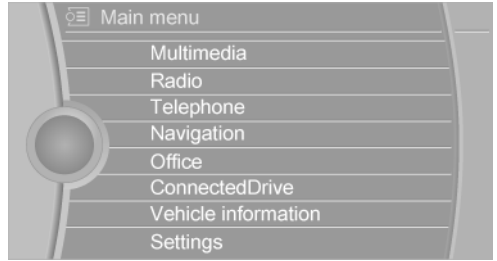 Main menu
Multimedia
Radio
Telephone
Navigation
Office
ConnectedDrive
Vehicle information
Settings